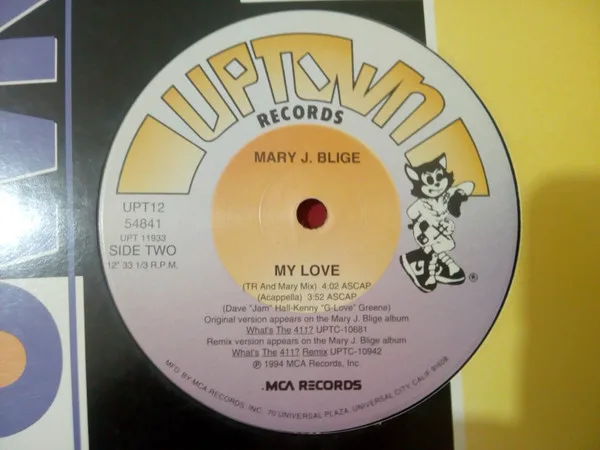 UPTOWN
RECORDS
MARY J. BLIGE
UPT12
54841
UPT 11933
SIDE TWO
12" 33 1/3 R.P.M.
MY LOVE
(TR And Mary Mix) 4:02 ASCAP
(Acappella) 3:52 ASCAP
(Dave "Jam" Hall-Kenny "G-Love" Greene)
Original version appears on the Mary J. Blige album
What's The 411? UPTC-10681
Remix version appears on the Mary J. Blige album
What's The 411? Remix UPTC-10942
℗ 1994 MCA Records, Inc.
MCA RECORDS
MFG. BY MCA RECORDS, INC., 70 UNIVERSAL PLAZA, UNIVERSAL CITY, CALIF.
®